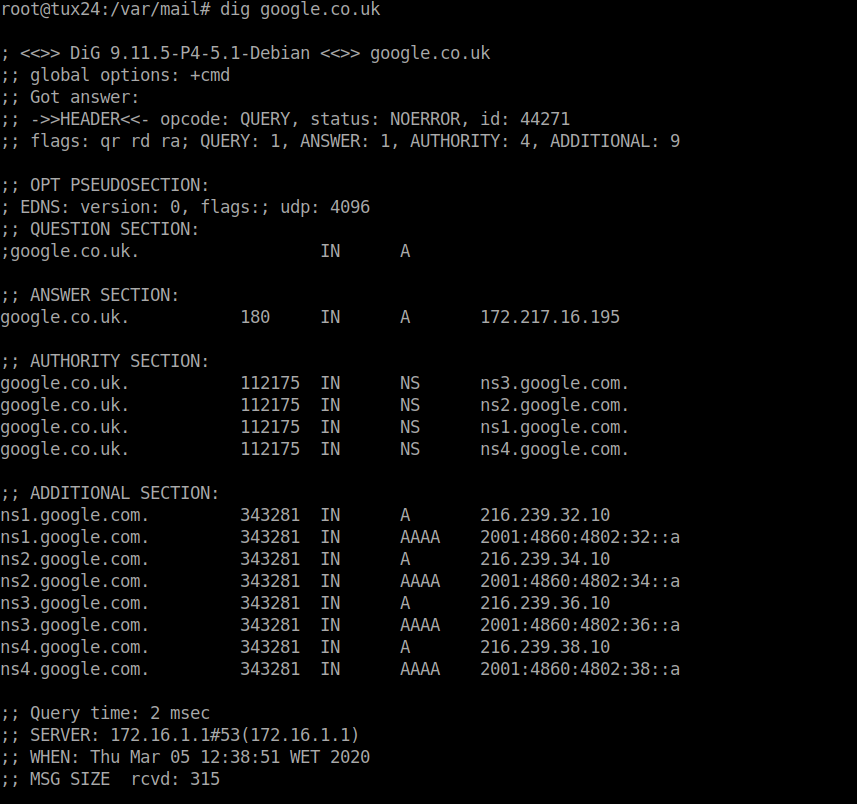 root@tux24:/var/mail# dig google.co.uk
; <<>> DiG 9.11.5-P4-5.1-Debian <<>> google.co.uk
;; global options: +cmd
;; Got answer:
;; ->>HEADER<<- opcode: QUERY, status: NOERROR, id: 44271
;; flags: qr rd ra; QUERY: 1, ANSWER: 1, AUTHORITY: 4, ADDITIONAL: 9
;; OPT PSEUDOSECTION:
; EDNS: version: 0, flags:; udp: 4096
;; QUESTION SECTION:
;google.co.uk. IN A
;; ANSWER SECTION:
google.co.uk. 180 IN A 172.217.16.195
;; AUTHORITY SECTION:
google.co.uk. 112175 IN NS ns3.google.com.
google.co.uk. 112175 IN NS ns2.google.com.
google.co.uk. 112175 IN NS ns1.google.com.
google.co.uk. 112175 IN NS ns4.google.com.
;; ADDITIONAL SECTION:
ns1.google.com. 343281 IN A 216.239.32.10
ns1.google.com. 343281 IN AAAA 2001:4860:4802:32::a
ns2.google.com. 343281 IN A 216.239.34.10
ns2.google.com. 343281 IN AAAA 2001:4860:4802:34::a
ns3.google.com. 343281 IN A 216.239.36.10
ns3.google.com. 343281 IN AAAA 2001:4860:4802:36::a
ns4.google.com. 343281 IN A 216.239.38.10
ns4.google.com. 343281 IN AAAA 2001:4860:4802:38::a
;; Query time: 2 msec
;; SERVER: 172.16.1.1#53(172.16.1.1)
;; WHEN: Thu Mar 05 12:38:51 WET 2020
;; MSG SIZE rcvd: 315